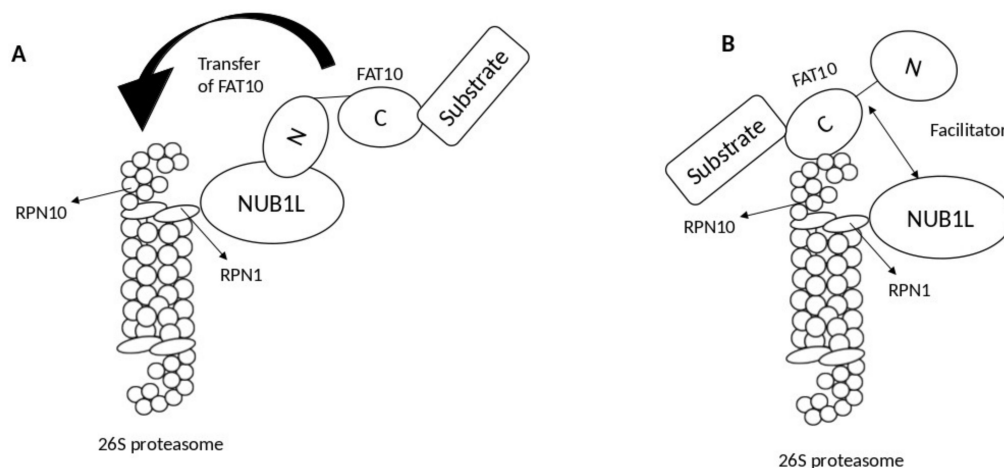 A
Transfer
of FAT10
FAT10
N
C
Substrate
NUB1L
RPN10
RPN1
26S proteasome
B
FAT10
N
C
Substrate
Facilitator
NUB1L
RPN10
RPN1
26S proteasome